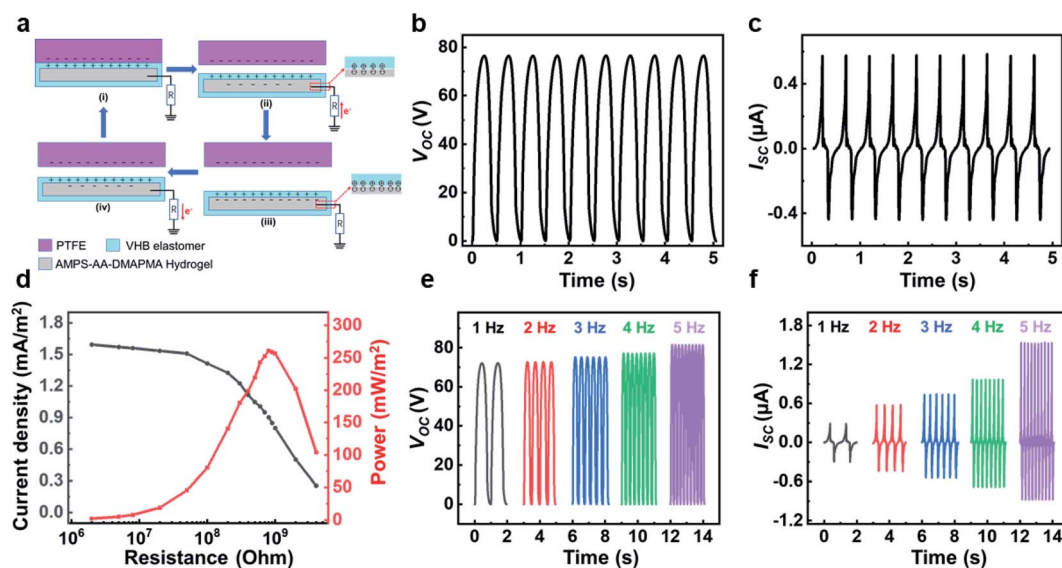 a
(i)
(ii)
(iii)
(iv)
R
e⁻
R
R
e⁻
R
PTFE
VHB elastomer
AMPS-AA-DMAPMA Hydrogel
b
V_OC (V)
80
60
40
20
0
0 1 2 3 4 5
Time (s)
c
I_SC (µA)
0.4
0.0
-0.4
0 1 2 3 4 5
Time (s)
d
Current density (mA/m²)
1.8
1.5
1.2
0.9
0.6
0.3
0.0
10⁶ 10⁷ 10⁸ 10⁹
Resistance (Ohm)
300
250
200
150
100
50
0
Power (mW/m²)
e
1 Hz 2 Hz 3 Hz 4 Hz 5 Hz
V_OC (V)
80
60
40
20
0
0 2 4 6 8 10 12 14
Time (s)
f
1 Hz 2 Hz 3 Hz 4 Hz 5 Hz
I_SC (µA)
1.8
1.2
0.6
0.0
-0.6
-1.2
0 2 4 6 8 10 12 14
Time (s)